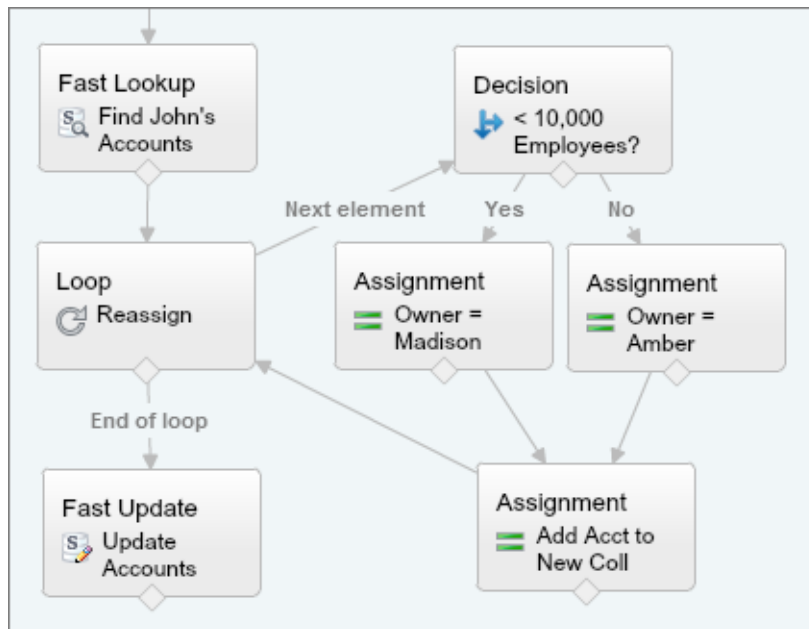 Fast Lookup
Find John's
Accounts
Decision
< 10,000
Employees?
Next element
Yes
No
Loop
Reassign
Assignment
Owner =
Madison
Assignment
Owner =
Amber
End of loop
Fast Update
Update
Accounts
Assignment
Add Acct to
New Coll